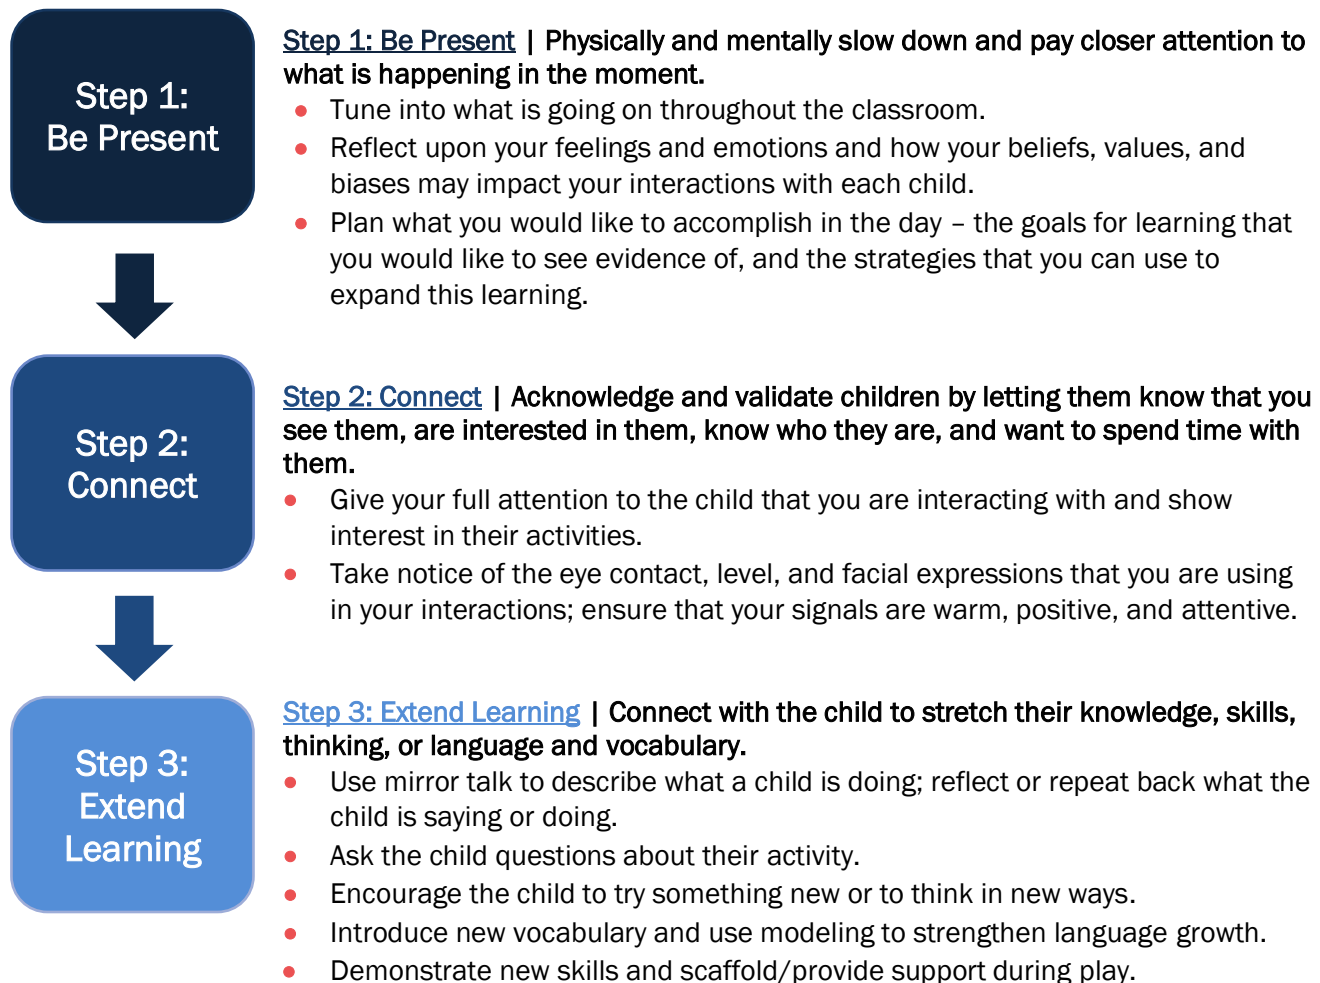 Step 1:
Be Present
Step 1: Be Present | Physically and mentally slow down and pay closer attention to
what is happening in the moment.
• Tune into what is going on throughout the classroom.
• Reflect upon your feelings and emotions and how your beliefs, values, and
biases may impact your interactions with each child.
• Plan what you would like to accomplish in the day – the goals for learning that
you would like to see evidence of, and the strategies that you can use to
expand this learning.
Step 2:
Connect
Step 2: Connect | Acknowledge and validate children by letting them know that you
see them, are interested in them, know who they are, and want to spend time with
them.
• Give your full attention to the child that you are interacting with and show
interest in their activities.
• Take notice of the eye contact, level, and facial expressions that you are using
in your interactions; ensure that your signals are warm, positive, and attentive.
Step 3:
Extend
Learning
Step 3: Extend Learning | Connect with the child to stretch their knowledge, skills,
thinking, or language and vocabulary.
• Use mirror talk to describe what a child is doing; reflect or repeat back what the
child is saying or doing.
• Ask the child questions about their activity.
• Encourage the child to try something new or to think in new ways.
• Introduce new vocabulary and use modeling to strengthen language growth.
• Demonstrate new skills and scaffold/provide support during play.